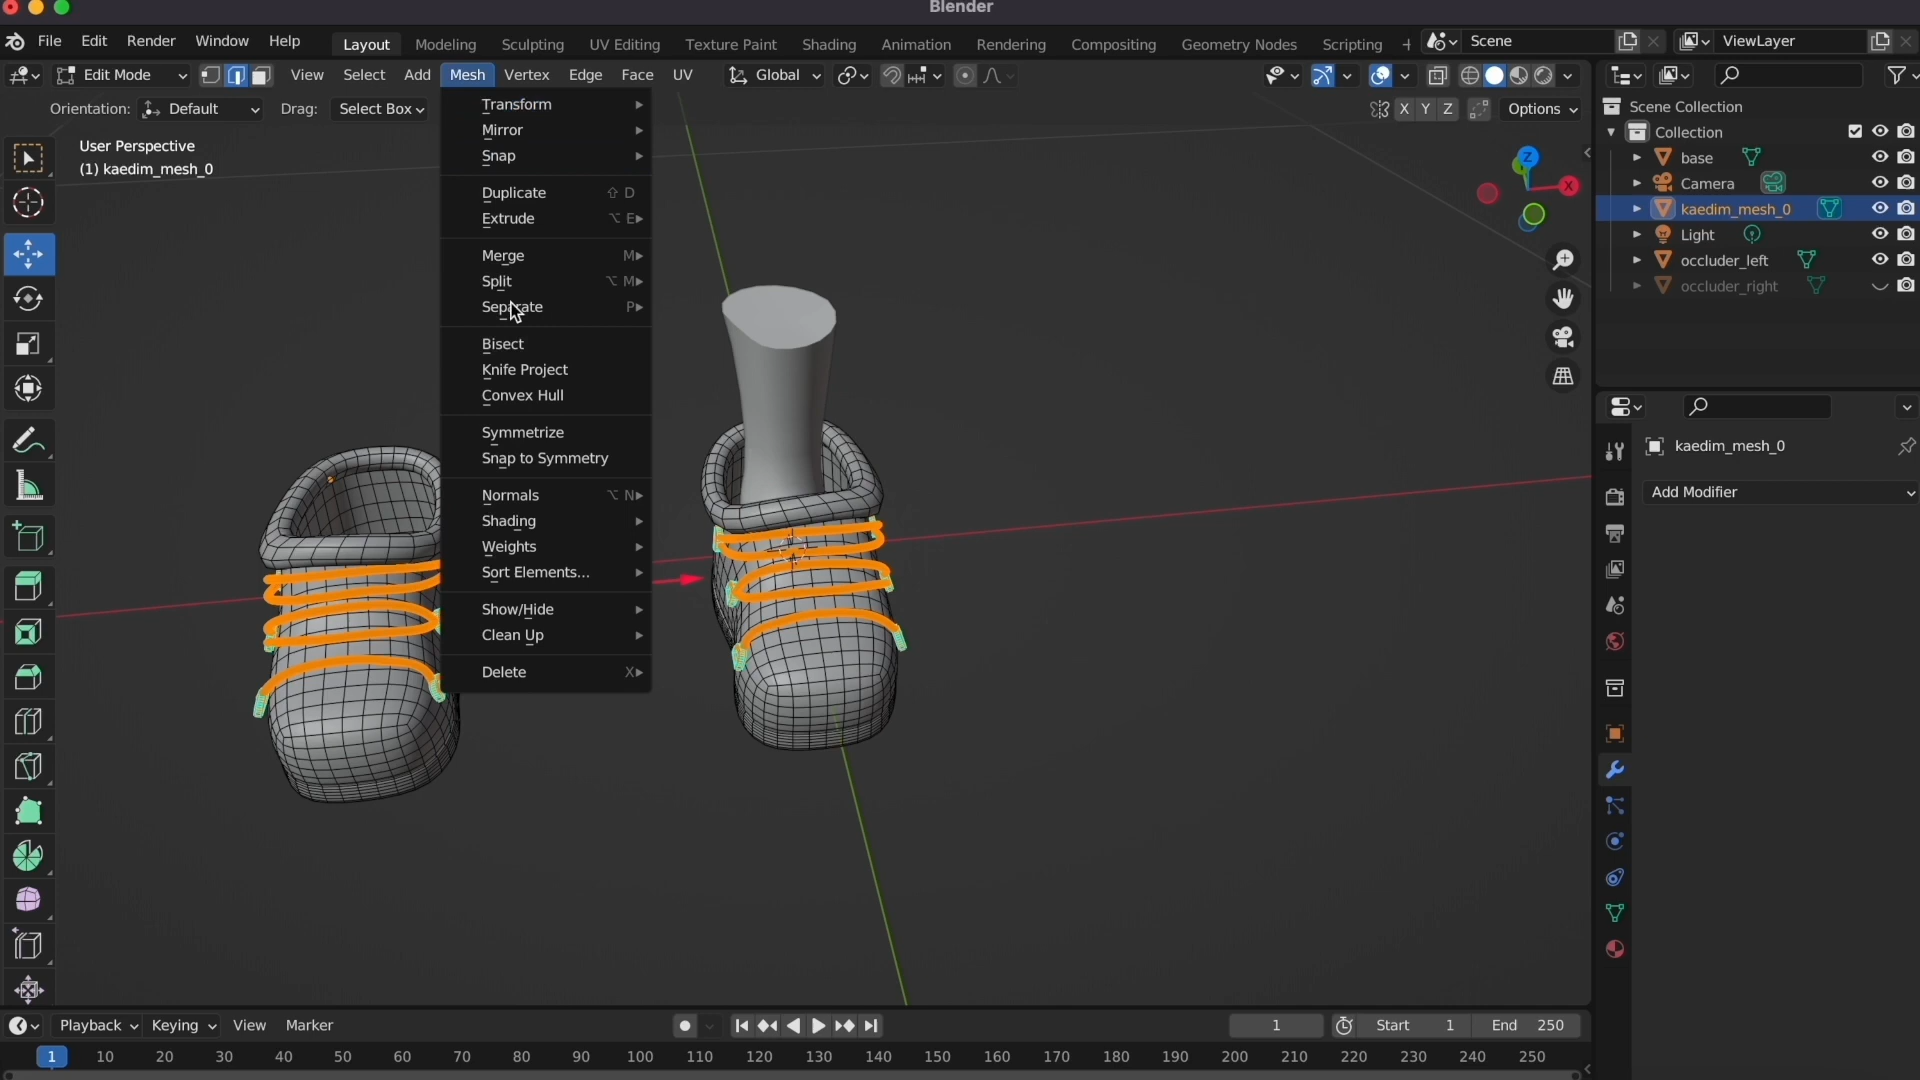 Blender
File Edit Render Window Help Layout Modeling Sculpting UV Editing Texture Paint Shading Animation Rendering Compositing Geometry Nodes Scripting + Scene ViewLayer
Edit Mode View Select Add Mesh Vertex Edge Face UV Global
Orientation: Default Drag: Select Box X Y Z Options
User Perspective
(1) kaedim_mesh_0
Transform
Mirror
Snap
Duplicate ⇧ D
Extrude ⌥ E
Merge M
Split ⌥ M
Separate P
Bisect
Knife Project
Convex Hull
Symmetrize
Snap to Symmetry
Normals ⌥ N
Shading
Weights
Sort Elements...
Show/Hide
Clean Up
Delete X
Z
X
Scene Collection
Collection
base
Camera
kaedim_mesh_0
Light
occluder_left
occluder_right
kaedim_mesh_0
Add Modifier
Playback Keying View Marker 1 Start 1 End 250
1 10 20 30 40 50 60 70 80 90 100 110 120 130 140 150 160 170 180 190 200 210 220 230 240 250